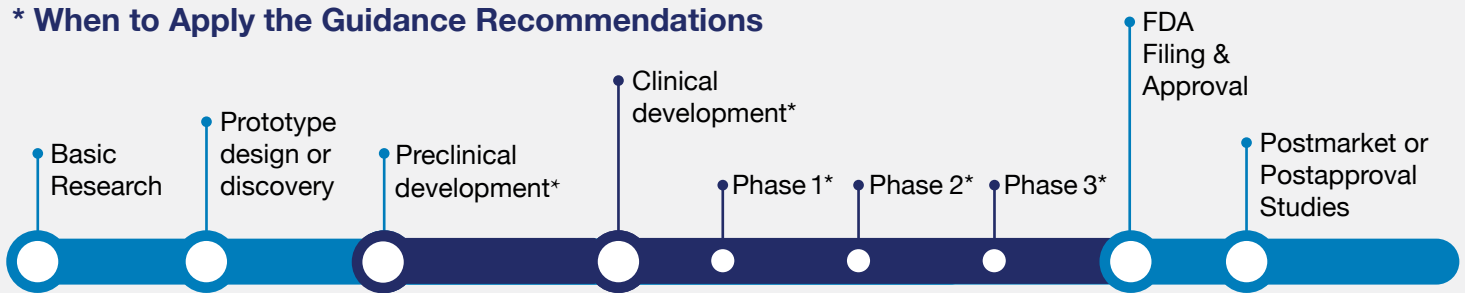 * When to Apply the Guidance Recommendations
Basic
Research
Prototype
design or
discovery
Preclinical
development*
Clinical
development*
Phase 1*
Phase 2*
Phase 3*
FDA
Filing &
Approval
Postmarket or
Postapproval
Studies